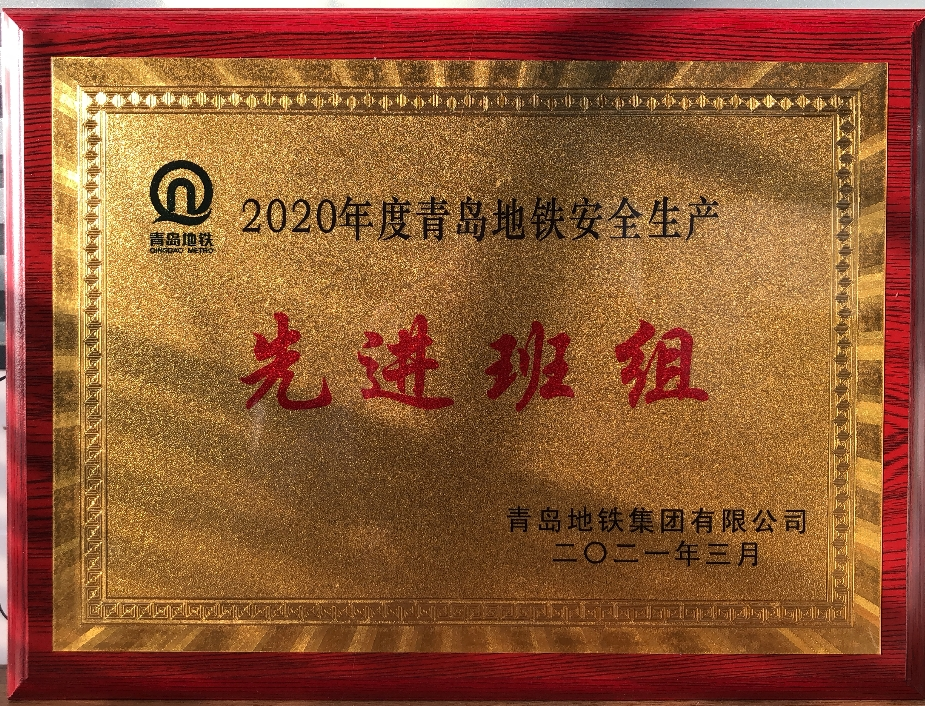 青岛地铁
QINGDAO METRO
2020年度青岛地铁安全生产
先进班组
青岛地铁集团有限公司
二〇二一年三月